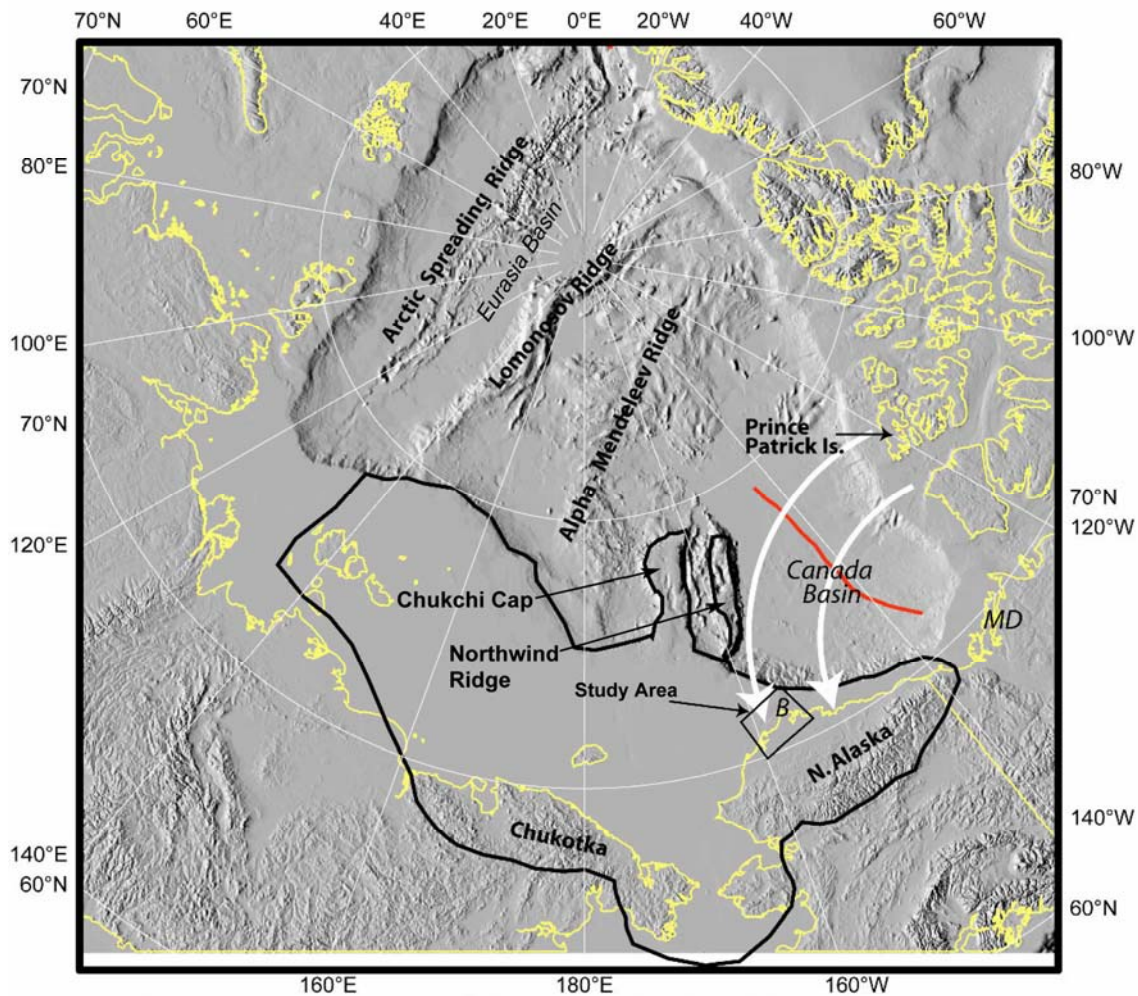 70°N 60°E 40°E 20°E 0°E 20°W 40°W 60°W
70°N
80°E
80°W
Arctic Spreading Ridge
Eurasia Basin
Lomonosov Ridge
Alpha - Mendeleev Ridge
100°E
100°W
70°N
Prince
Patrick Is.
70°N
120°W
120°E
Canada
Basin
Chukchi Cap
MD
Northwind
Ridge
Study Area
B
N. Alaska
Chukotka
140°W
140°E
60°N
60°N
160°E 180°E 160°W